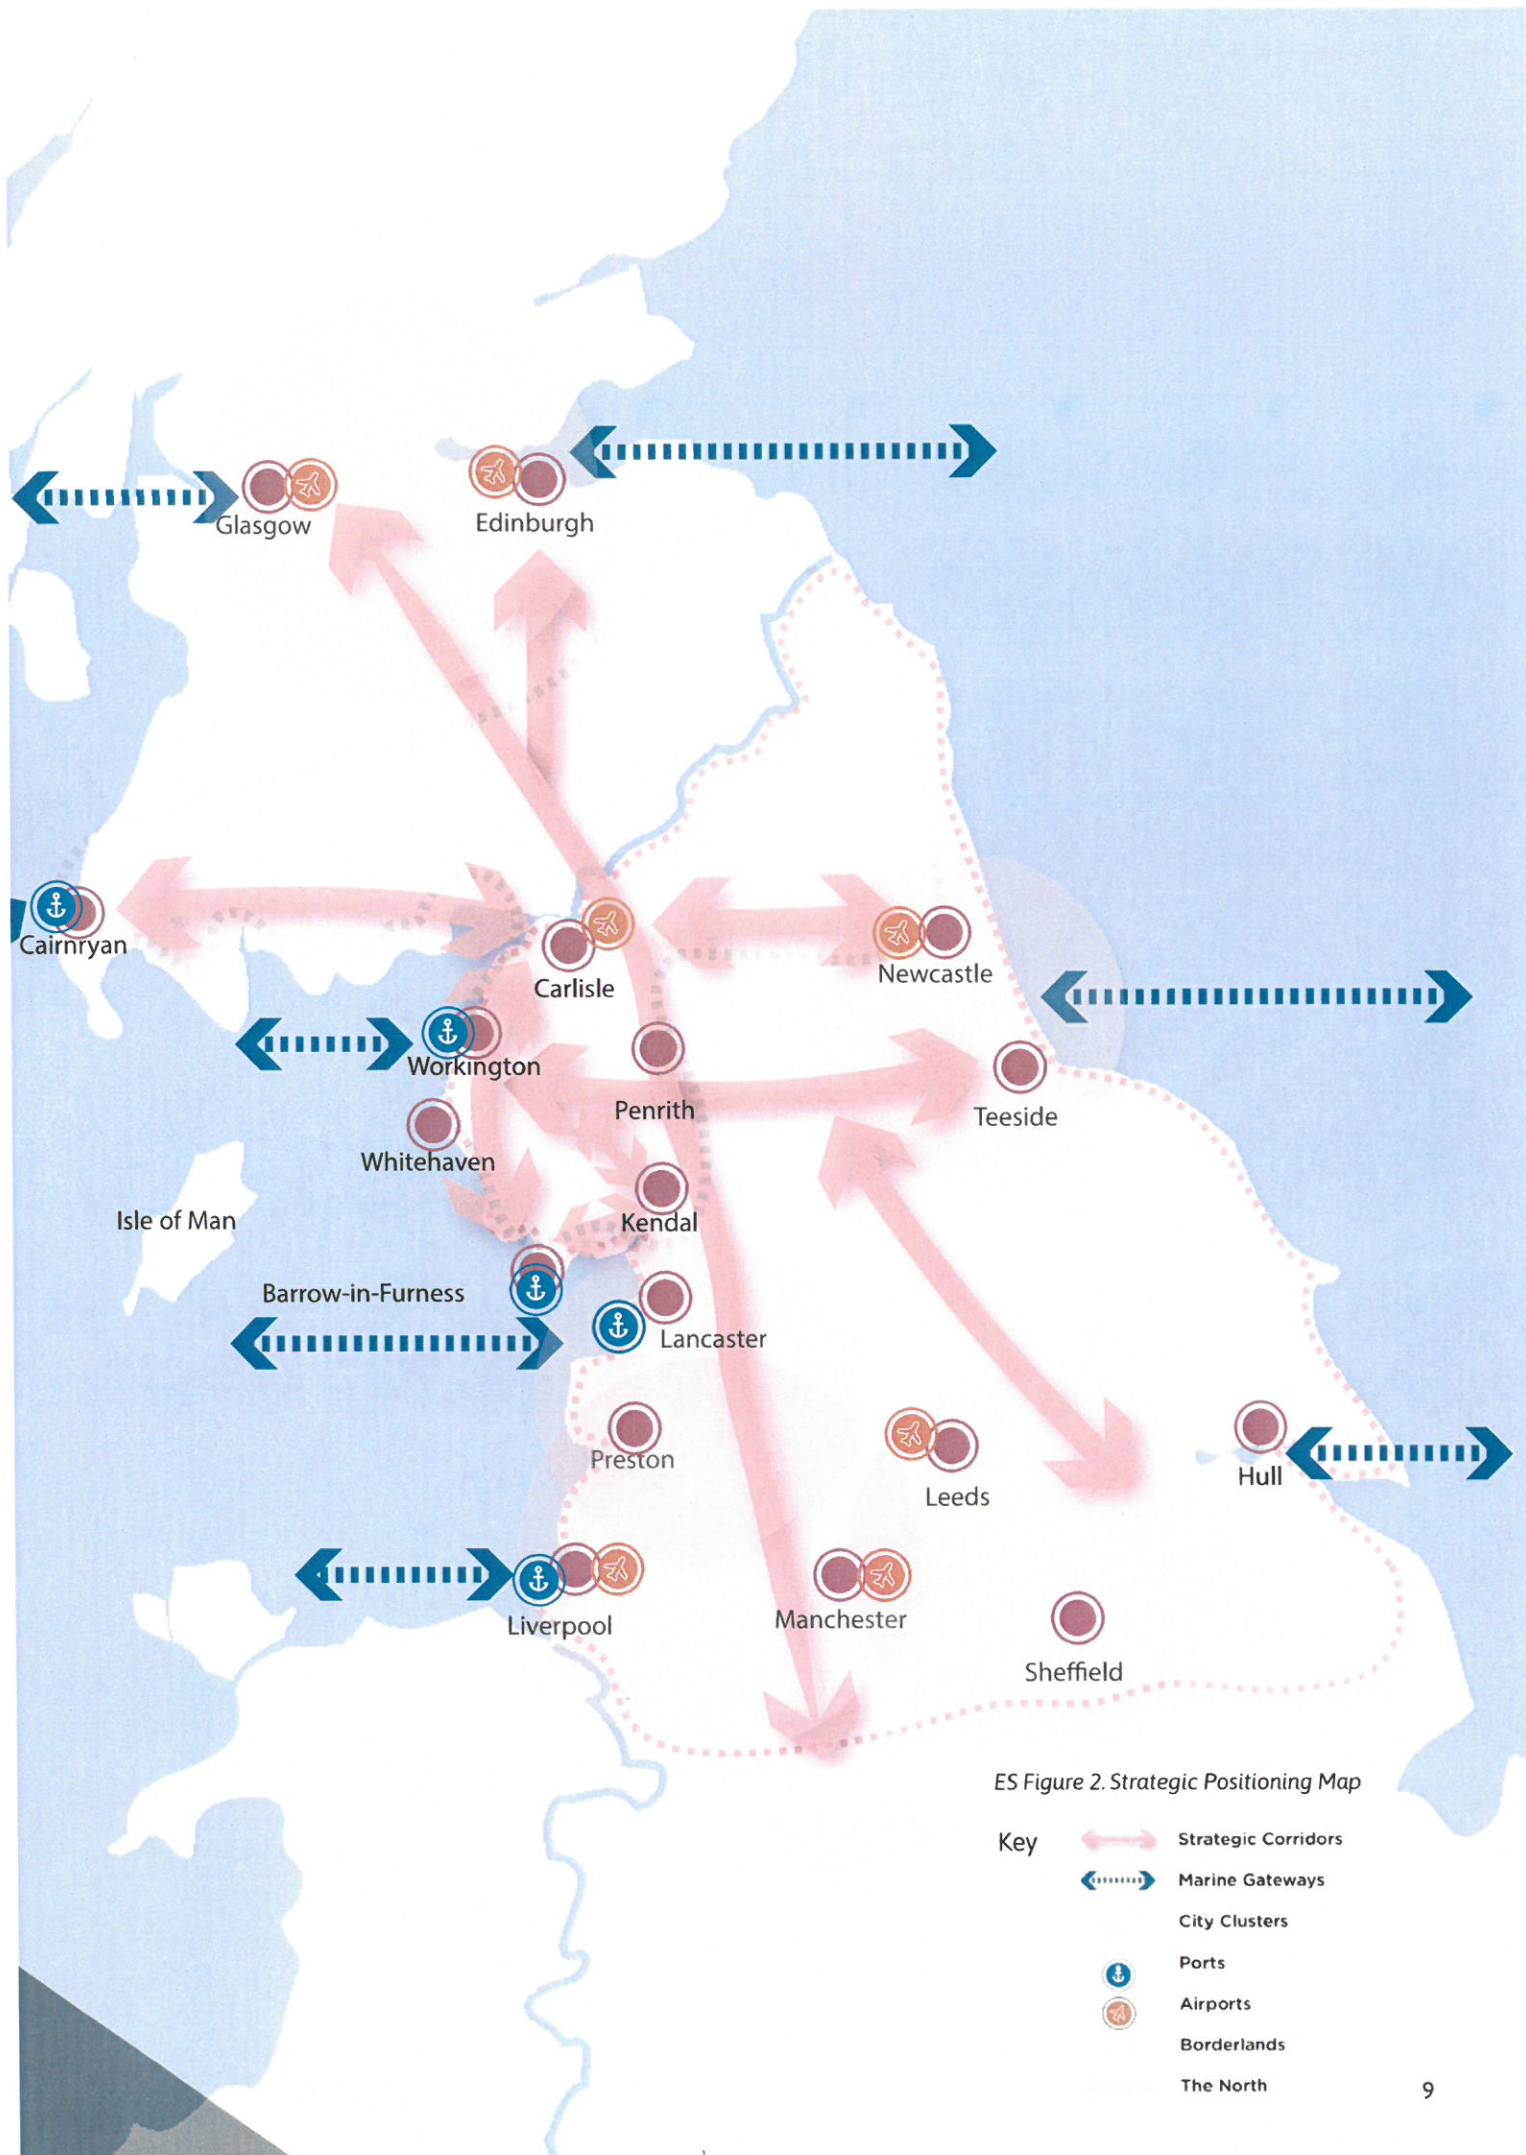 Glasgow
Edinburgh
Cairnryan
Carlisle
Newcastle
Workington
Penrith
Teeside
Whitehaven
Isle of Man
Kendal
Barrow-in-Furness
Lancaster
Preston
Leeds
Hull
Liverpool
Manchester
Sheffield
ES Figure 2. Strategic Positioning Map
Key
Strategic Corridors
Marine Gateways
City Clusters
Ports
Airports
Borderlands
The North
9